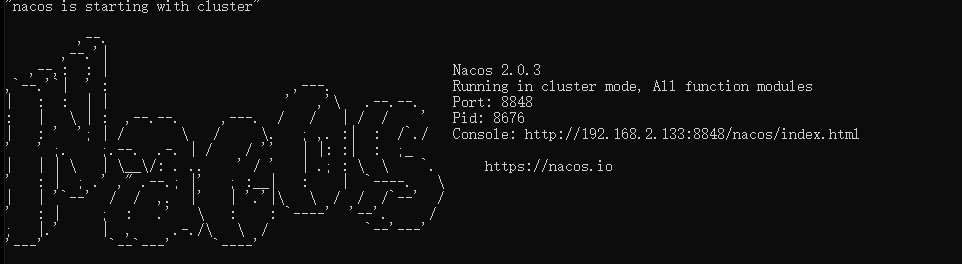 "nacos is starting with cluster"
Nacos 2.0.3
Running in cluster mode, All function modules
Port: 8848
Pid: 8676
Console: http://192.168.2.133:8848/nacos/index.html
https://nacos.io